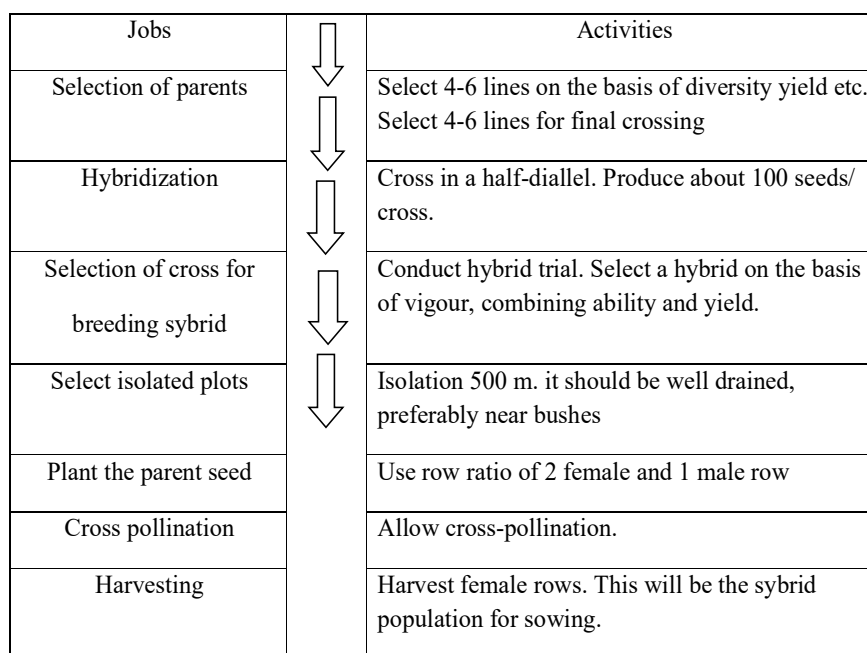 Jobs
Activities
Selection of parents
Select 4-6 lines on the basis of diversity yield etc.
Select 4-6 lines for final crossing
Hybridization
Cross in a half-diallel. Produce about 100 seeds/
cross.
Selection of cross for
breeding sybrid
Conduct hybrid trial. Select a hybrid on the basis
of vigour, combining ability and yield.
Select isolated plots
Isolation 500 m. it should be well drained,
preferably near bushes
Plant the parent seed
Use row ratio of 2 female and 1 male row
Cross pollination
Allow cross-pollination.
Harvesting
Harvest female rows. This will be the sybrid
population for sowing.